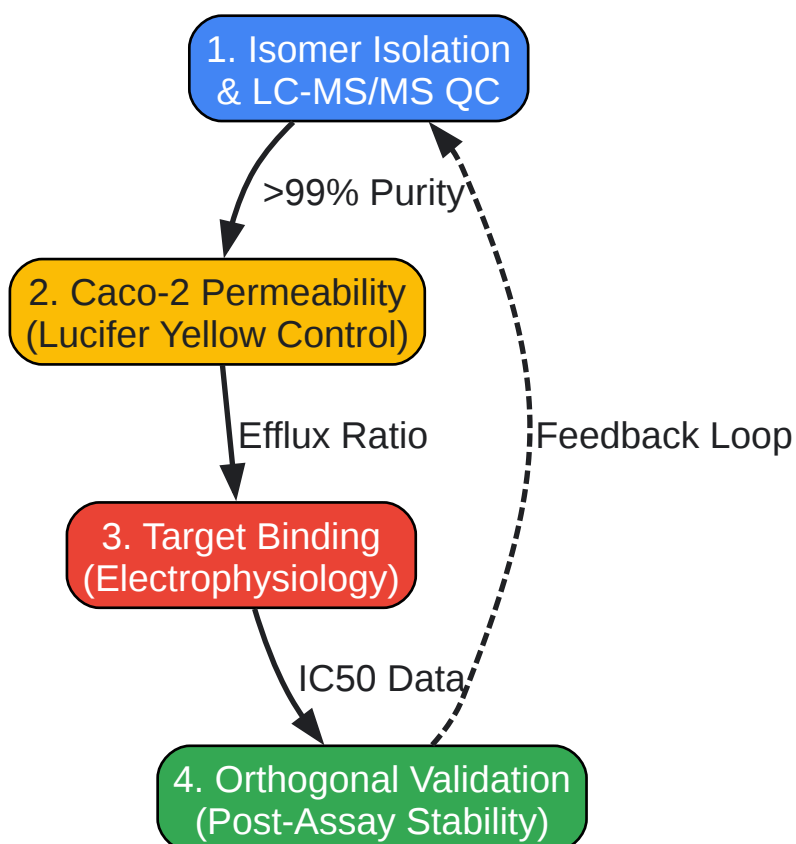 1. Isomer Isolation
& LC-MS/MS QC
>99% Purity
2. Caco-2 Permeability
(Lucifer Yellow Control)
Efflux Ratio
Feedback Loop
3. Target Binding
(Electrophysiology)
IC50 Data
4. Orthogonal Validation
(Post-Assay Stability)